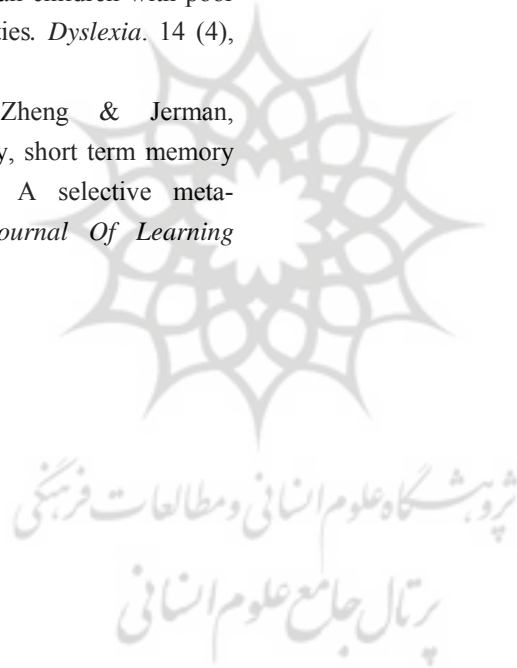 an children with poor
ties. Dyslexia. 14 (4),
Zheng & Jerman,
y, short term memory
A selective meta-
ournal Of Learning
پژوهشگاه علوم انسانی و مطالعات فرهنگی
پرتال جامع علوم انسانی